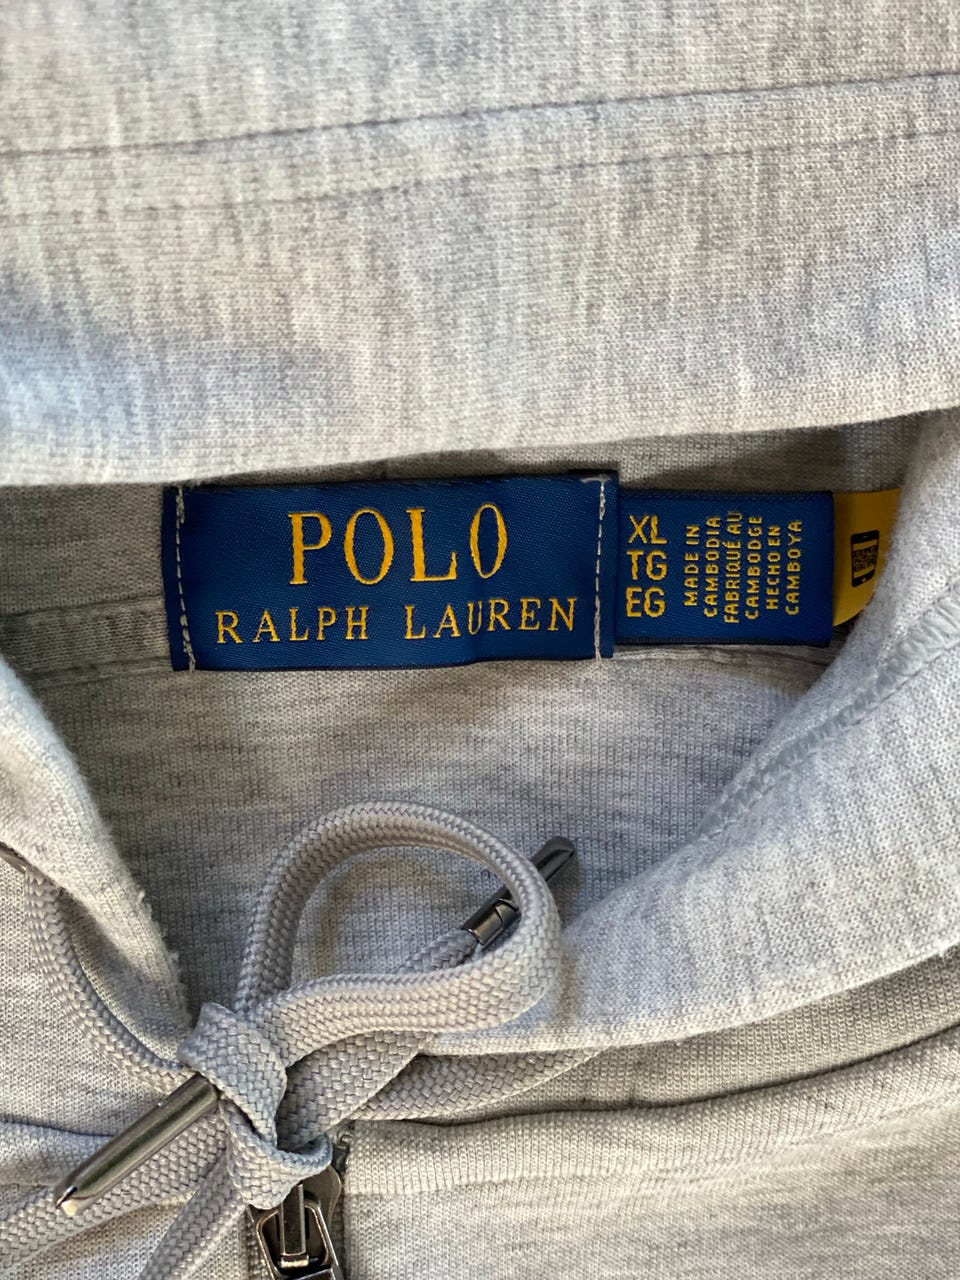 POLO
RALPH LAUREN
XL
TG
EG
MADE IN
CAMBODIA
FABRIQUÉ AU
CAMBODGE
HECHO EN
CAMBOYA